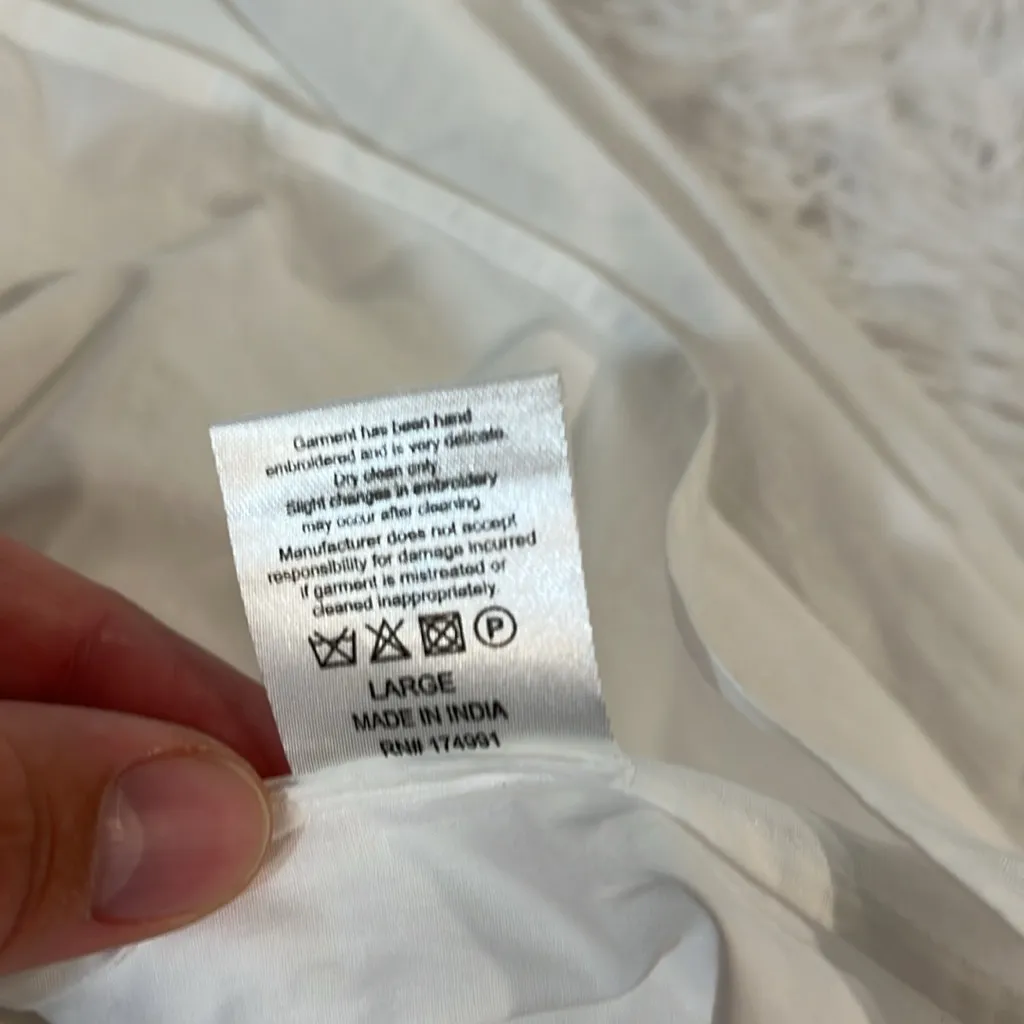 Garment has been hand
embroidered and is very delicate
Dry clean only
Slight changes in embroidery
may occur after cleaning
Manufacturer does not accept
responsibility for damage incurred
if garment is mistreated or
cleaned inappropriately
P
LARGE
MADE IN INDIA
RN# 174991